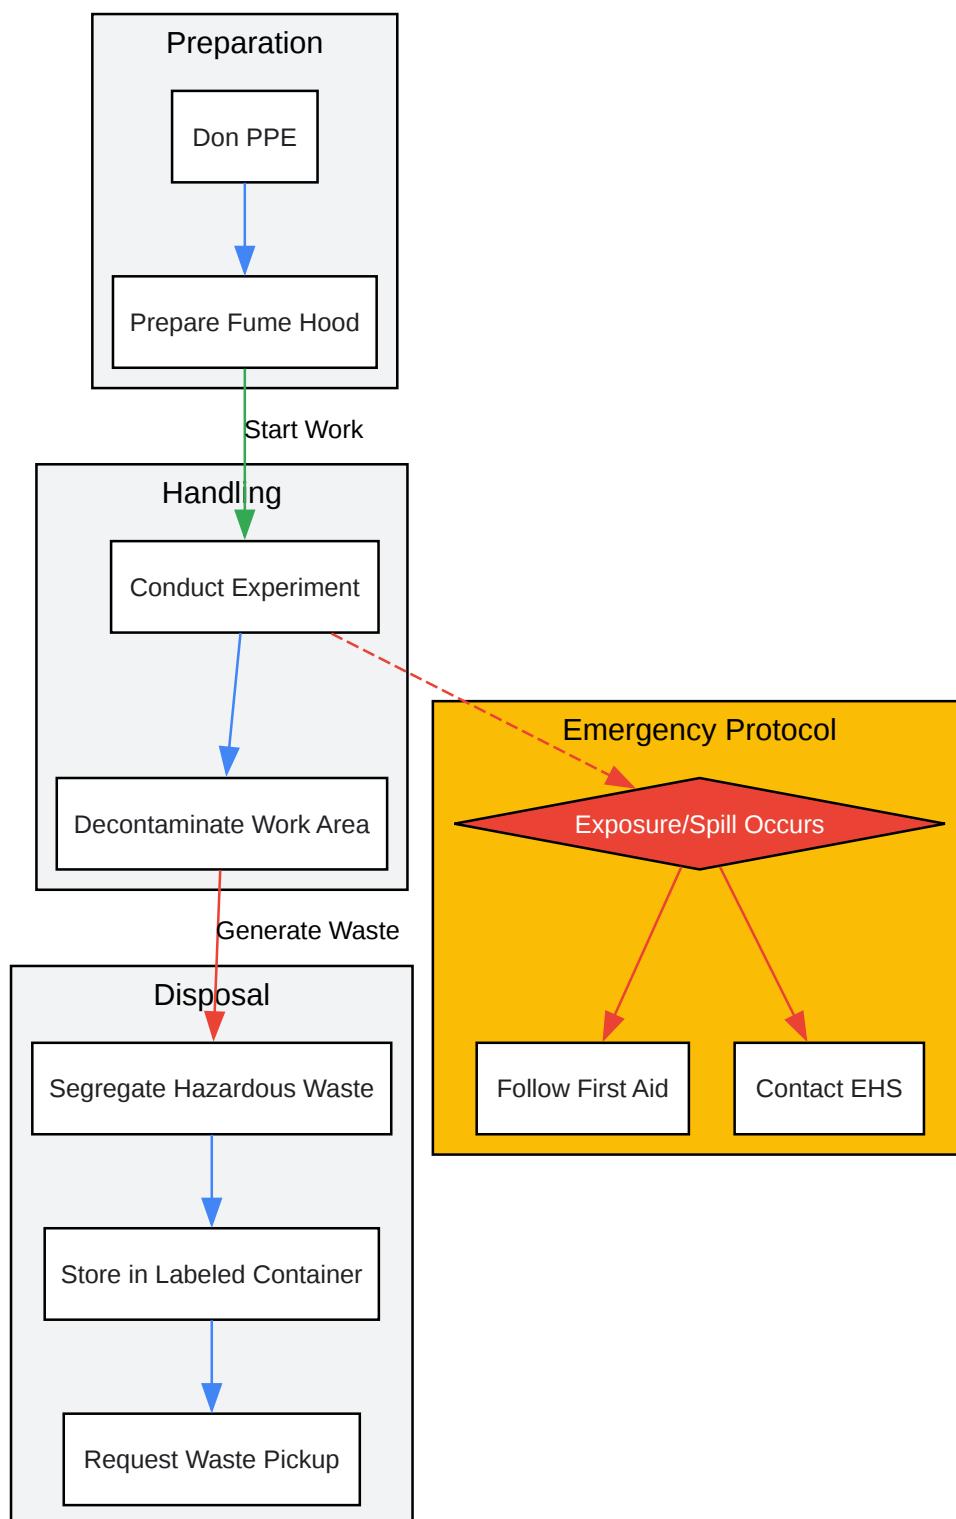 Preparation
Don PPE
Prepare Fume Hood
Start Work
Handling
Conduct Experiment
Decontaminate Work Area
Generate Waste
Emergency Protocol
Exposure/Spill Occurs
Follow First Aid
Contact EHS
Disposal
Segregate Hazardous Waste
Store in Labeled Container
Request Waste Pickup